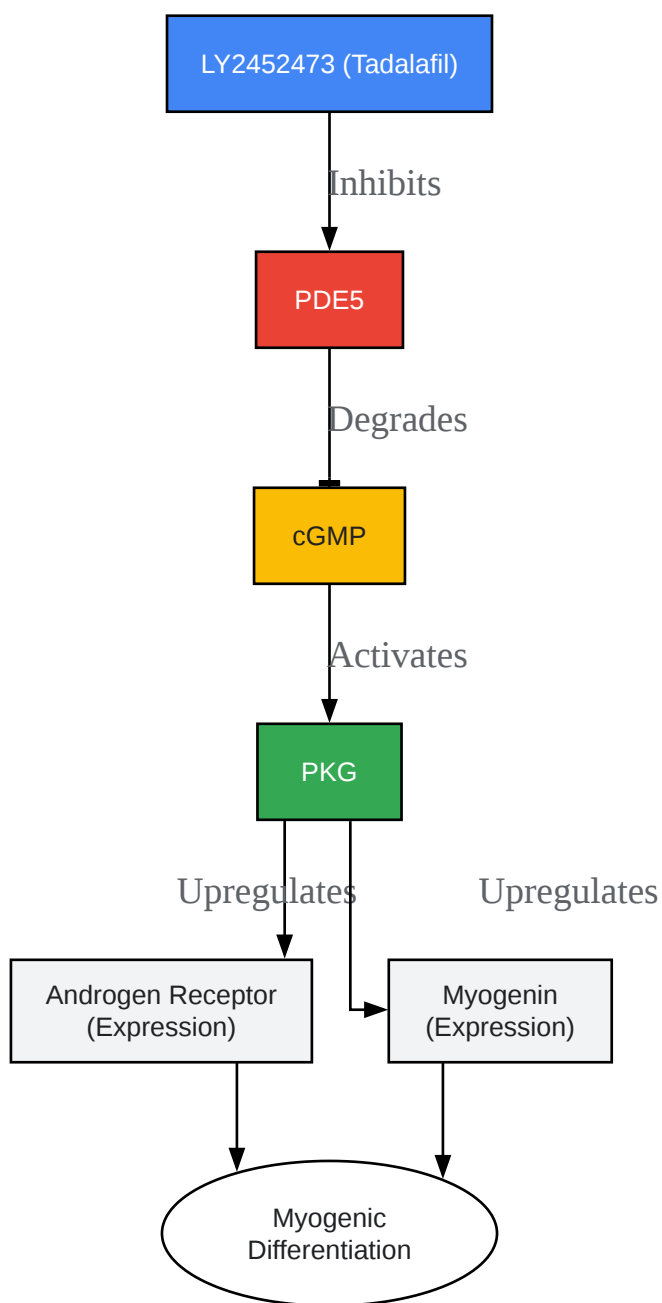 LY2452473 (Tadalafil)
Inhibits
PDE5
Degrades
cGMP
Activates
PKG
Upregulates
Upregulates
Androgen Receptor
(Expression)
Myogenin
(Expression)
Myogenic
Differentiation